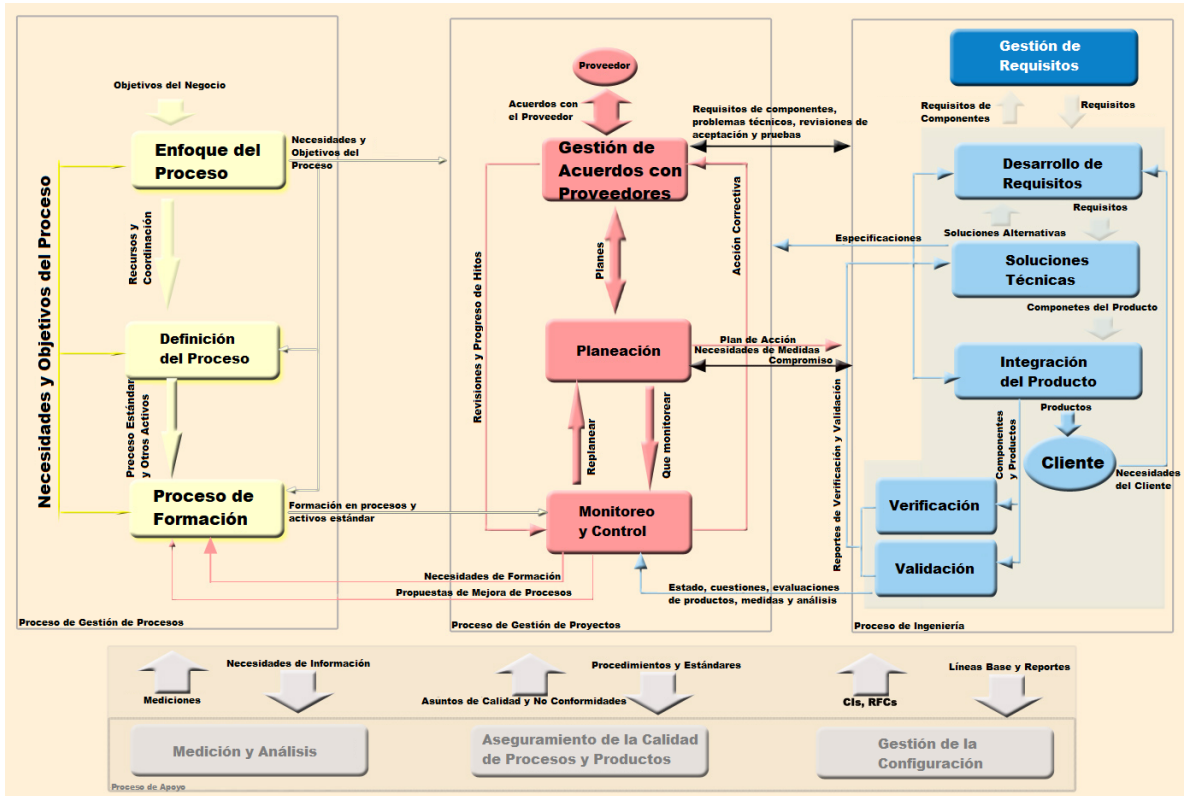 Objetivos del Negocio
Enfoque del
Proceso
Necesidades y
Objetivos del
Proceso
Necesidades y Objetivos del Proceso
Recursos y
Coordinación
Definición
del Proceso
Preceso Estándar
y Otros Activos
Proceso de
Formación
Formación en procesos y
activos estándar
Necesidades de Formación
Propuestas de Mejora de Procesos
Proceso de Gestión de Procesos
Proveedor
Acuerdos con
el Proveedor
Gestión de
Acuerdos con
Proveedores
Requisitos de componentes,
problemas técnicos, revisiones de
aceptación y pruebas
Revisiones y Progreso de Hitos
Planes
Acción Correctiva
Especificaciones
Planeación
Plan de Acción
Necesidades de Medidas
Compromiso
Replanear
Que monitorear
Monitoreo
y Control
Estado, cuestiones, evaluaciones
de productos, medidas y análisis
Proceso de Gestión de Proyectos
Gestión de
Requisitos
Requisitos de
Componentes
Requisitos
Desarrollo de
Requisitos
Requisitos
Soluciones Alternativas
Soluciones
Técnicas
Componetes del Producto
Integración
del Producto
Productos
Componentes
y Productos
Cliente
Necesidades
del Cliente
Reportes de Verificación y Validación
Verificación
Validación
Proceso de Ingeniería
Mediciones
Necesidades de Información
Asuntos de Calidad y No Conformidades
Procedimientos y Estándares
CIs, RFCs
Líneas Base y Reportes
Medición y Análisis
Aseguramiento de la Calidad
de Procesos y Productos
Gestión de la
Configuración
Proceso de Apoyo